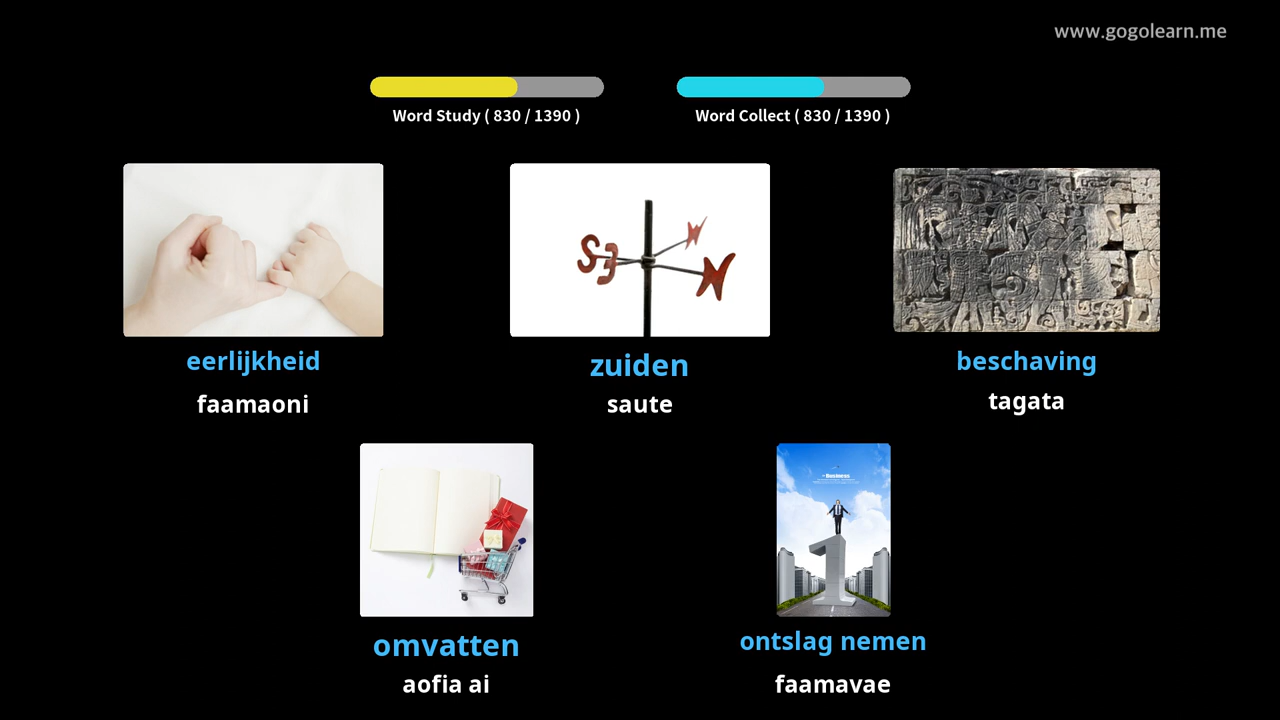 www.gogolearn.me
Word Study ( 830 / 1390 )
Word Collect ( 830 / 1390 )
eerlijkheid
zuiden
beschaving
faamaoni
saute
tagata
Business
omvatten
ontslag nemen
aofia ai
faamavae